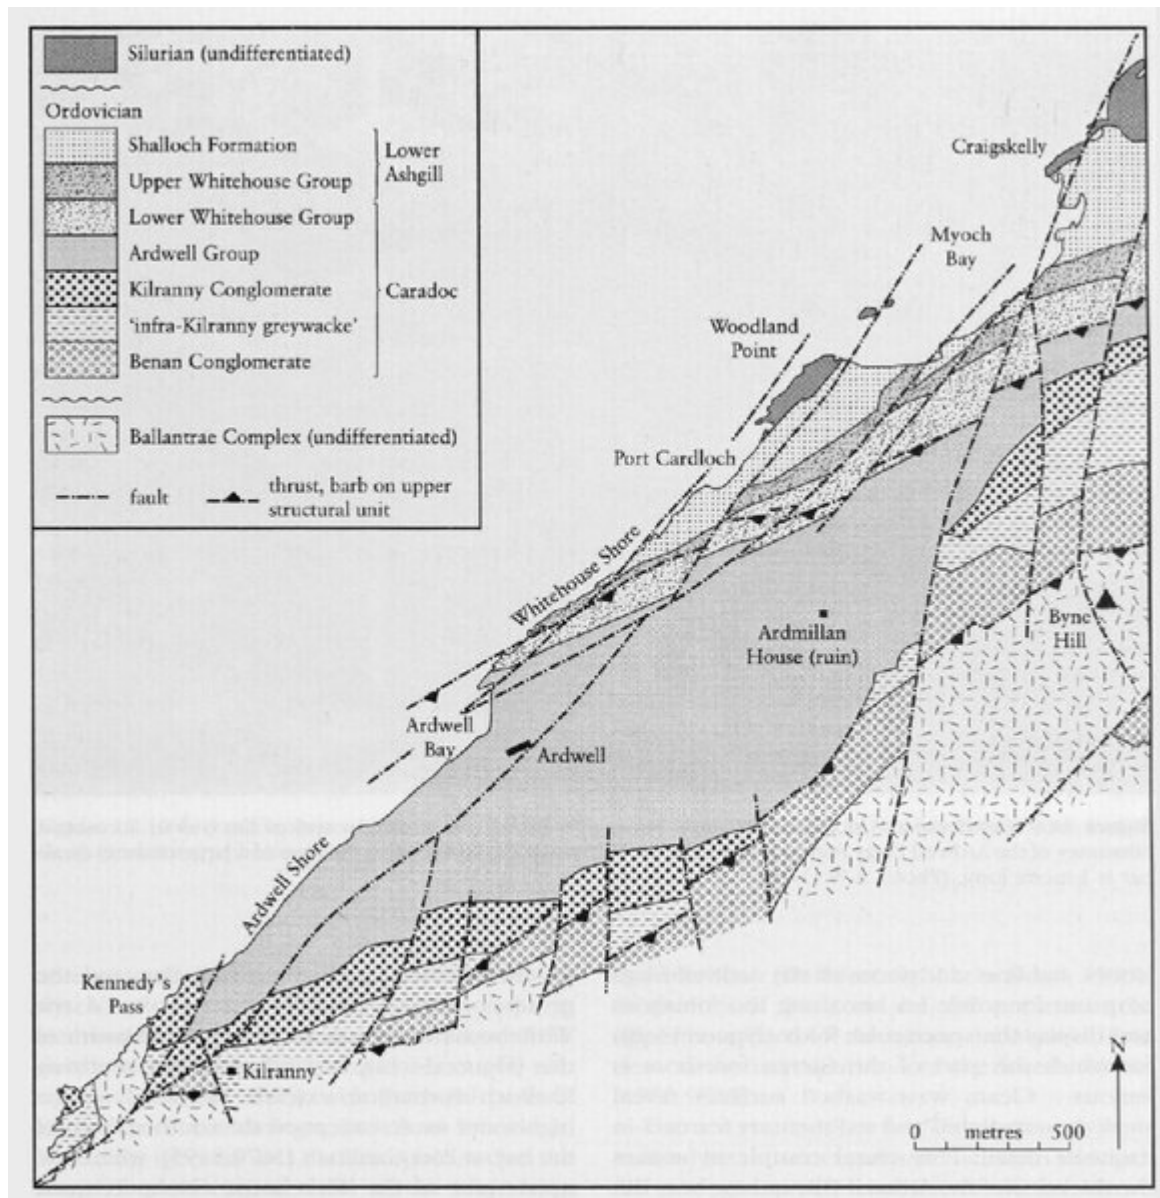 Silurian (undifferentiated)
Ordovician
Shalloch Formation
Upper Whitehouse Group
Lower Whitehouse Group
Ardwell Group
Kilranny Conglomerate
'infra-Kilranny greywacke'
Benan Conglomerate
Lower
Ashgill
Caradoc
Ballantrae Complex (undifferentiated)
fault
thrust, barb on upper
structural unit
Craigskelly
Myoch
Bay
Woodland
Point
Port Cardloch
Whitehouse Shore
Ardmillan
House (ruin)
Byne
Hill
Ardwell
Bay
Ardwell
Ardwell Shore
Kennedy's
Pass
Kilranny
N
0 metres 500